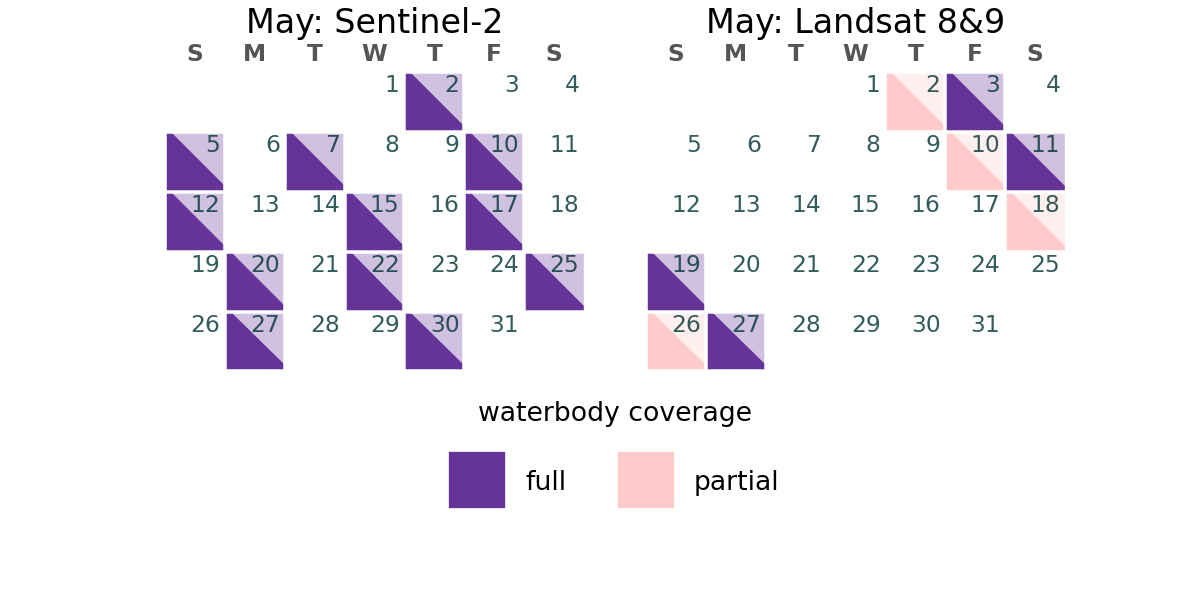 May: Sentinel-2
S M T W T F S
1 2 3 4
5 6 7 8 9 10 11
12 13 14 15 16 17 18
19 20 21 22 23 24 25
26 27 28 29 30 31
May: Landsat 8&9
S M T W T F S
1 2 3 4
5 6 7 8 9 10 11
12 13 14 15 16 17 18
19 20 21 22 23 24 25
26 27 28 29 30 31
waterbody coverage
full partial